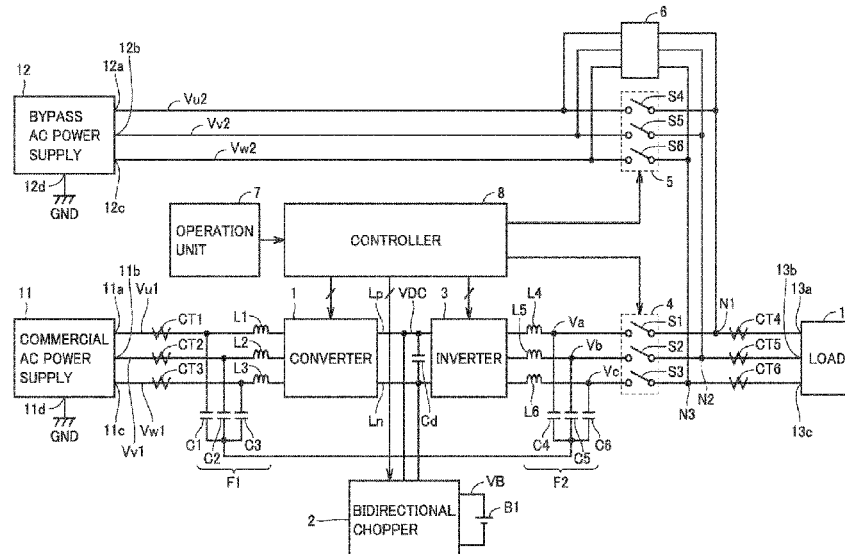 6
12
12b
12a
Vu2
S4
BYPASS
AC POWER
SUPPLY
Vv2
S5
Vw2
S6
12d
12c
GND
5
7
8
OPERATION
UNIT
CONTROLLER
11
11b
11a
Vu1
CT1
L1
1
Lp
VDC
3
L4
L5
Va
4
S1
N1
CT4
13b
13a
1
COMMERCIAL
AC POWER
SUPPLY
CT2
L2
CONVERTER
INVERTER
Vb
S2
CT5
LOAD
CT3
L3
Vc
S3
CT6
11d
11c
GND
Vv1
Vw1
C1
C2
C3
Ln
Cd
L6
C4
C5
C6
N3
N2
13c
F1
F2
VB
2
BIDIRECTIONAL
CHOPPER
B1